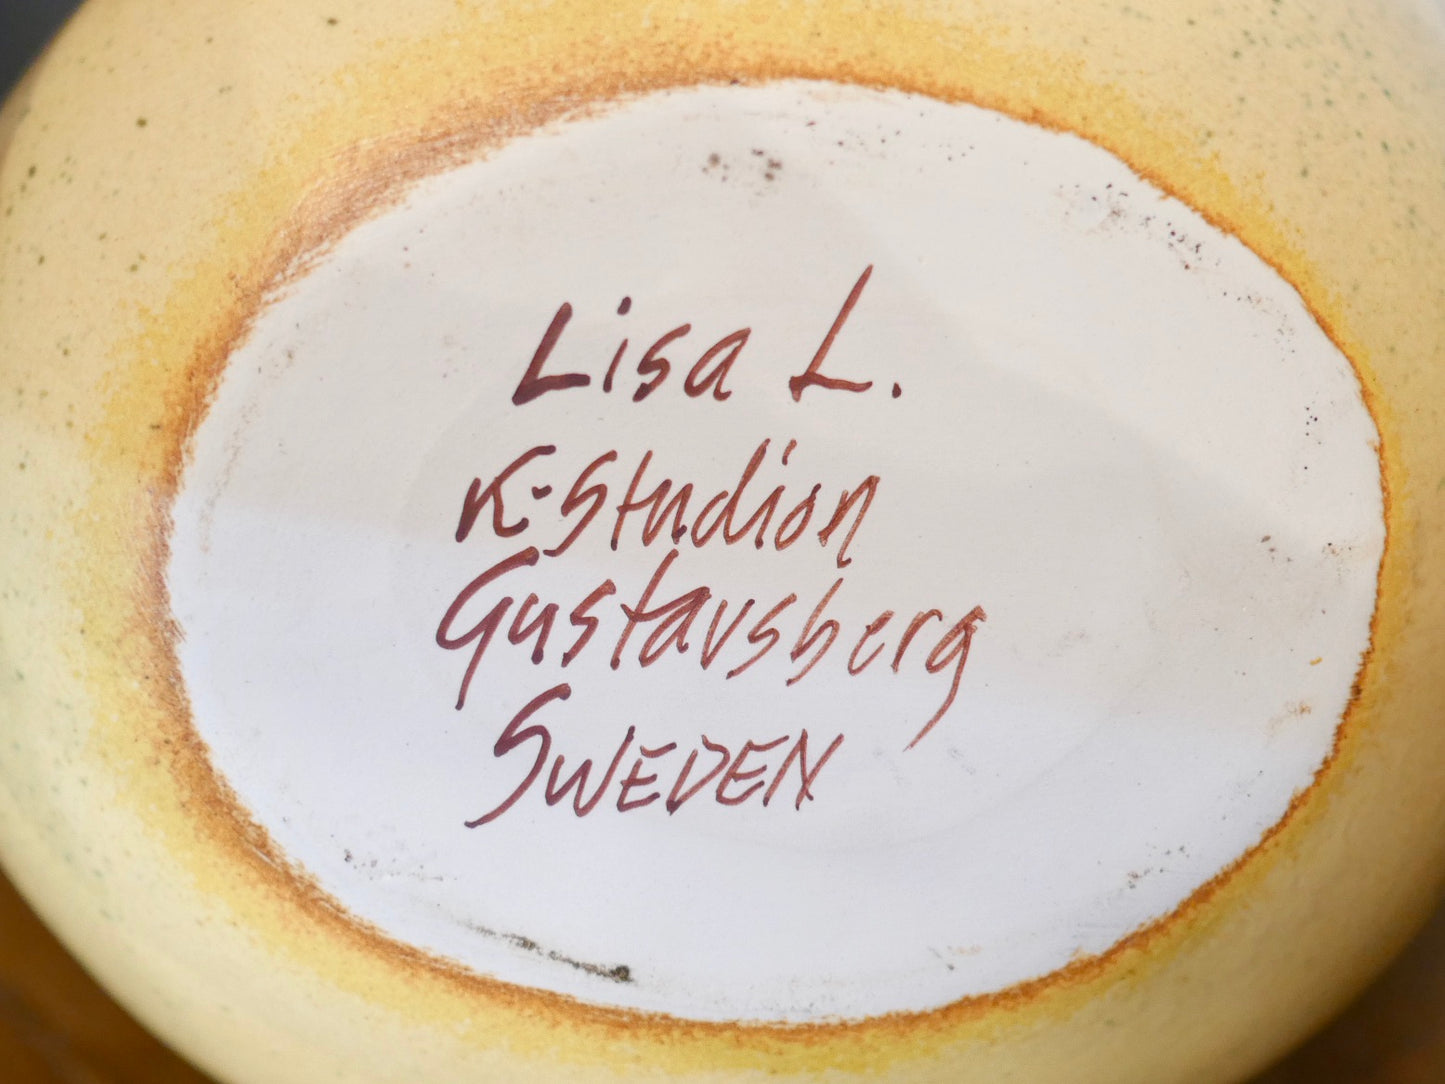 Lisa L.
K-Studion
Gustavsberg
SWEDEN